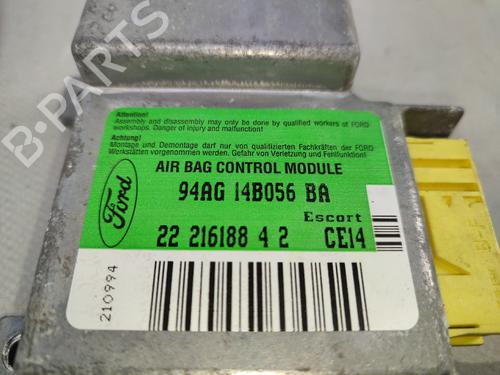 B-PARTS
Attention!
Assembly and disassembly may only be done by qualified workers of FORD
workshops. Danger of injury and malfunction!
Achtung!
Montage und Demontage darf nur von qualifizierten Fachkräften der FORD
Werkstätten vorgenommen werden. Gefahr von Verletzung und Fehlfunktion!
AIR BAG CONTROL MODULE
94AG 14B056 BA
Escort
22 216188 4 2 CE14
Ford
210994